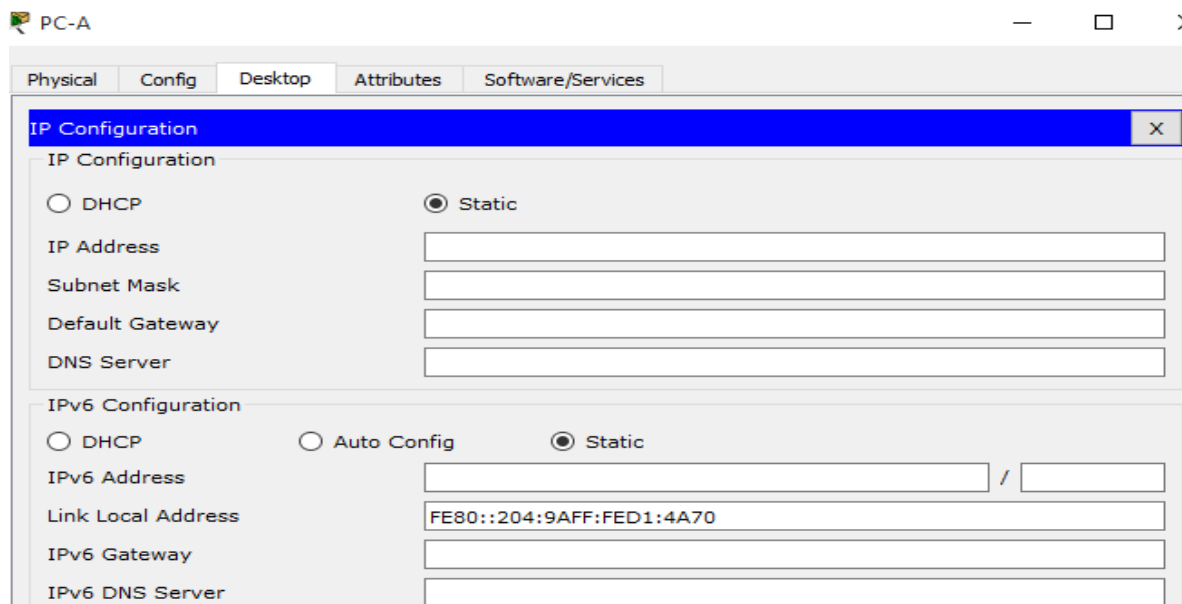 PC-A
Physical Config Desktop Attributes Software/Services
IP Configuration X
IP Configuration
DHCP Static
IP Address
Subnet Mask
Default Gateway
DNS Server
IPv6 Configuration
DHCP Auto Config Static
IPv6 Address /
Link Local Address FE80::204:9AFF:FED1:4A70
IPv6 Gateway
IPv6 DNS Server